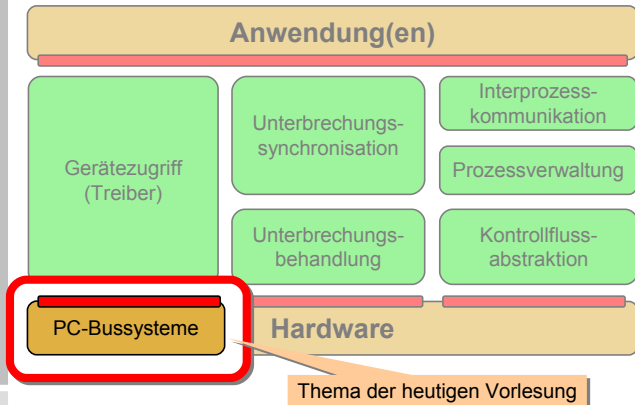 Anwendung(en)
Gerätezugriff
(Treiber)
Unterbrechungs-
synchronisation
Unterbrechungs-
behandlung
Interprozess-
kommunikation
Prozessverwaltung
Kontrollfluss-
abstraktion
PC-Bussysteme
Hardware
Thema der heutigen Vorlesung